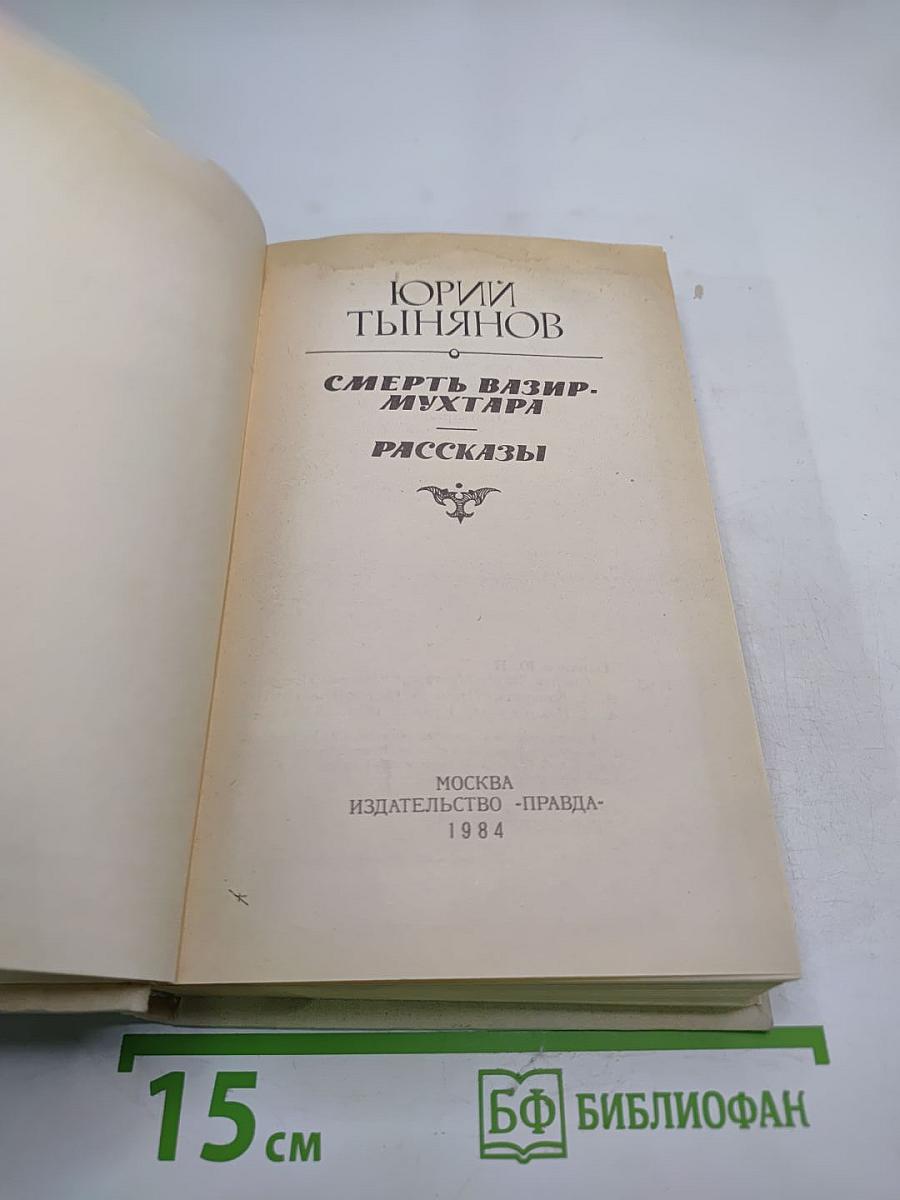 ЮРИЙ
ТЫНЯНОВ
СМЕРТЬ ВАЗИР-
МУХТАРА
РАССКАЗЫ
МОСКВА
ИЗДАТЕЛЬСТВО «ПРАВДА»
1984
15 см
БФ БИБЛИОФАН